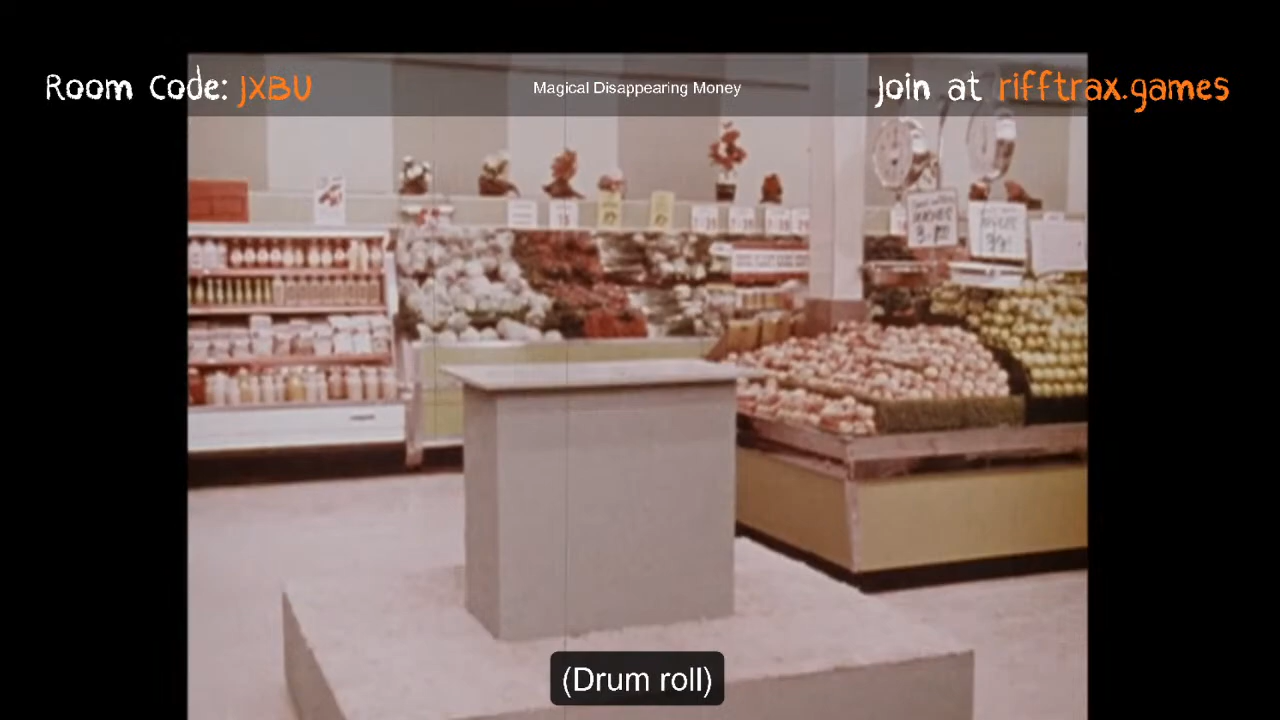 Room Code: JXBU
Magical Disappearing Money
Join at rifftrax.games
(Drum roll)